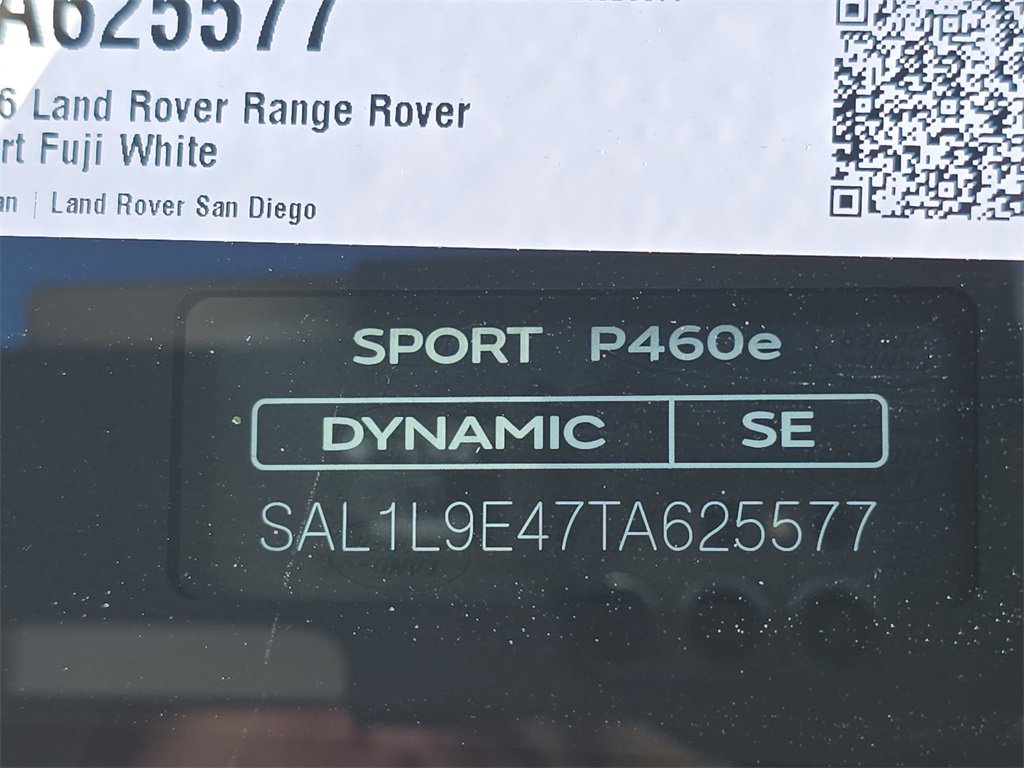 A625577
6 Land Rover Range Rover
rt Fuji White
an | Land Rover San Diego
SPORT P460e
DYNAMIC SE
SAL1L9E47TA625577